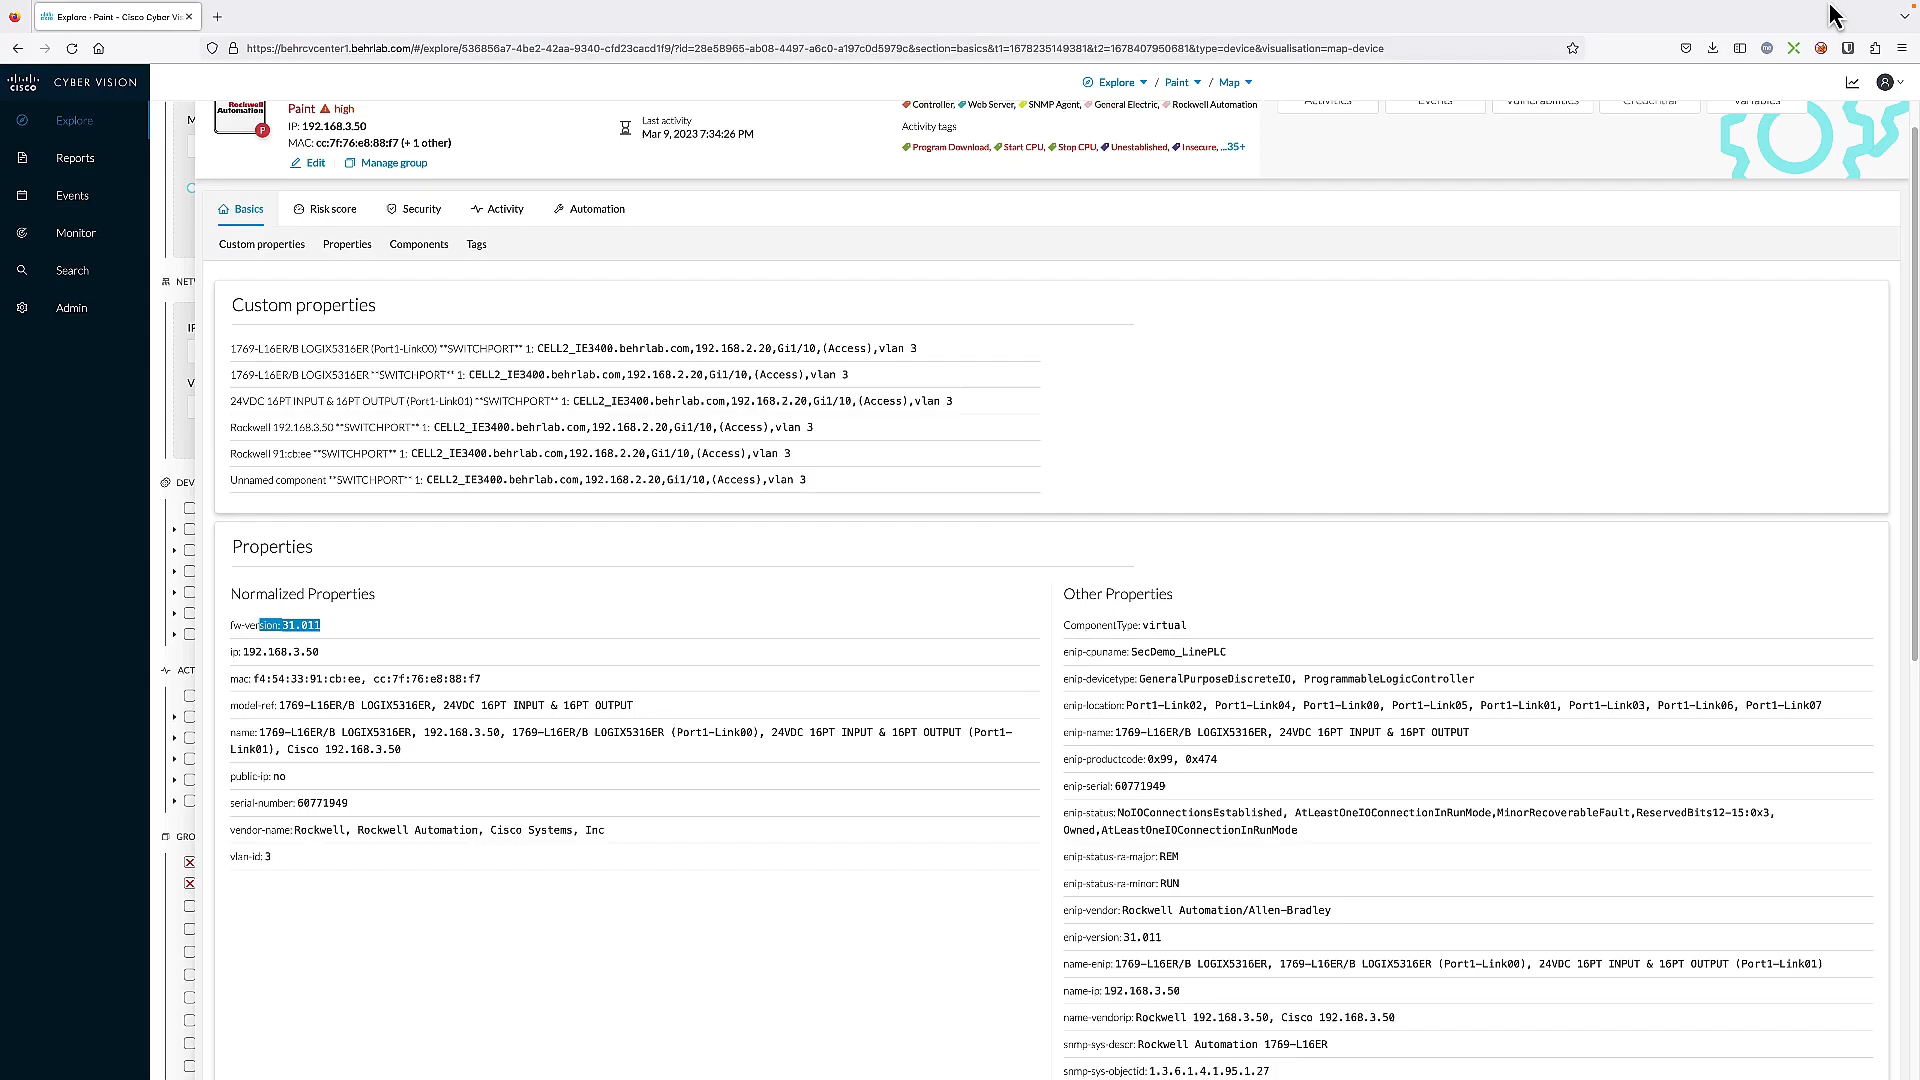 Explore · Paint – Cisco Cyber Vis
https://behrcvcenter1.behrlab.com/#/explore/536856a7-4be2-42aa-9340-cfd23cacd1f9/?id=28e58965-ab08-4497-a6c0-a197c0d5979c&section=basics&t1=1678235149381&t2=1678407950681&type=device&visualisation=map-device
CISCO CYBER VISION
Explore / Paint / Map
Explore
Reports
Events
Monitor
Search
Admin
NET
IF
V
DEV
ACT
GRO
Rockwell
Automation
P
Paint high
IP: 192.168.3.50
MAC: cc:7f:76:e8:88:f7 (+ 1 other)
Edit Manage group
Last activity
Mar 9, 2023 7:34:26 PM
Controller, Web Server, SNMP Agent, General Electric, Rockwell Automation
Activity tags
Program Download, Start CPU, Stop CPU, Unestablished, Insecure, ...35+
Activities Events Vulnerabilities Credential Variables
Basics Risk score Security Activity Automation
Custom properties Properties Components Tags
Custom properties
1769-L16ER/B LOGIX5316ER (Port1-Link00) **SWITCHPORT** 1: CELL2_IE3400.behrlab.com,192.168.2.20,Gi1/10,(Access),vlan 3
1769-L16ER/B LOGIX5316ER **SWITCHPORT** 1: CELL2_IE3400.behrlab.com,192.168.2.20,Gi1/10,(Access),vlan 3
24VDC 16PT INPUT & 16PT OUTPUT (Port1-Link01) **SWITCHPORT** 1: CELL2_IE3400.behrlab.com,192.168.2.20,Gi1/10,(Access),vlan 3
Rockwell 192.168.3.50 **SWITCHPORT** 1: CELL2_IE3400.behrlab.com,192.168.2.20,Gi1/10,(Access),vlan 3
Rockwell 91:cb:ee **SWITCHPORT** 1: CELL2_IE3400.behrlab.com,192.168.2.20,Gi1/10,(Access),vlan 3
Unnamed component **SWITCHPORT** 1: CELL2_IE3400.behrlab.com,192.168.2.20,Gi1/10,(Access),vlan 3
Properties
Normalized Properties
fw-version: 31.011
ip: 192.168.3.50
mac: f4:54:33:91:cb:ee, cc:7f:76:e8:88:f7
model-ref: 1769-L16ER/B LOGIX5316ER, 24VDC 16PT INPUT & 16PT OUTPUT
name: 1769-L16ER/B LOGIX5316ER, 192.168.3.50, 1769-L16ER/B LOGIX5316ER (Port1-Link00), 24VDC 16PT INPUT & 16PT OUTPUT (Port1-
Link01), Cisco 192.168.3.50
public-ip: no
serial-number: 60771949
vendor-name: Rockwell, Rockwell Automation, Cisco Systems, Inc
vlan-id: 3
Other Properties
ComponentType: virtual
enip-cpuname: SecDemo_LinePLC
enip-devicetype: GeneralPurposeDiscreteIO, ProgrammableLogicController
enip-location: Port1-Link02, Port1-Link04, Port1-Link00, Port1-Link05, Port1-Link01, Port1-Link03, Port1-Link06, Port1-Link07
enip-name: 1769-L16ER/B LOGIX5316ER, 24VDC 16PT INPUT & 16PT OUTPUT
enip-productcode: 0x99, 0x474
enip-serial: 60771949
enip-status: NoIOConnectionsEstablished, AtLeastOneIOConnectionInRunMode,MinorRecoverableFault,ReservedBits12-15:0x3,
Owned,AtLeastOneIOConnectionInRunMode
enip-status-ra-major: REM
enip-status-ra-minor: RUN
enip-vendor: Rockwell Automation/Allen-Bradley
enip-version: 31.011
name-enip: 1769-L16ER/B LOGIX5316ER, 1769-L16ER/B LOGIX5316ER (Port1-Link00), 24VDC 16PT INPUT & 16PT OUTPUT (Port1-Link01)
name-ip: 192.168.3.50
name-vendorip: Rockwell 192.168.3.50, Cisco 192.168.3.50
snmp-sys-descr: Rockwell Automation 1769-L16ER
snmp-sys-objectid: 1.3.6.1.4.1.95.1.27